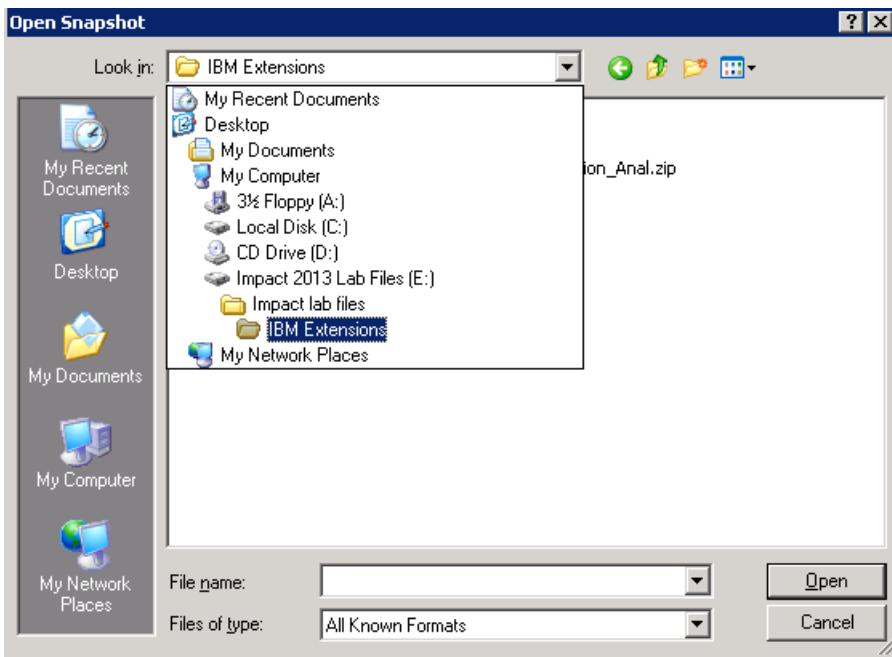 Open Snapshot
Look in:
IBM Extensions
My Recent Documents
Desktop
My Documents
My Computer
3½ Floppy (A:)
Local Disk (C:)
CD Drive (D:)
Impact 2013 Lab Files (E:)
Impact lab files
IBM Extensions
My Network Places
ion_Anal.zip
My Recent
Documents
Desktop
My Documents
My Computer
My Network
Places
File name:
Open
Files of type:
All Known Formats
Cancel